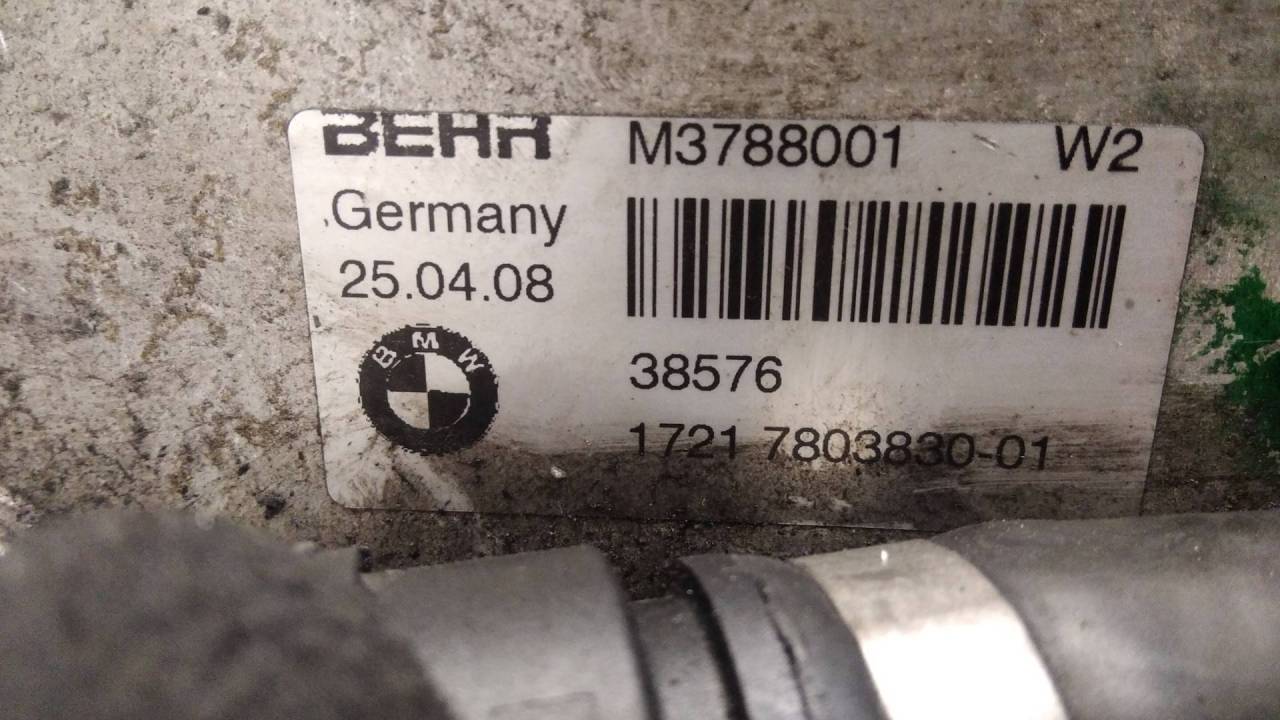 BEHR M3788001 W2
Germany
25.04.08
BMW
38576
1721 7803830-01